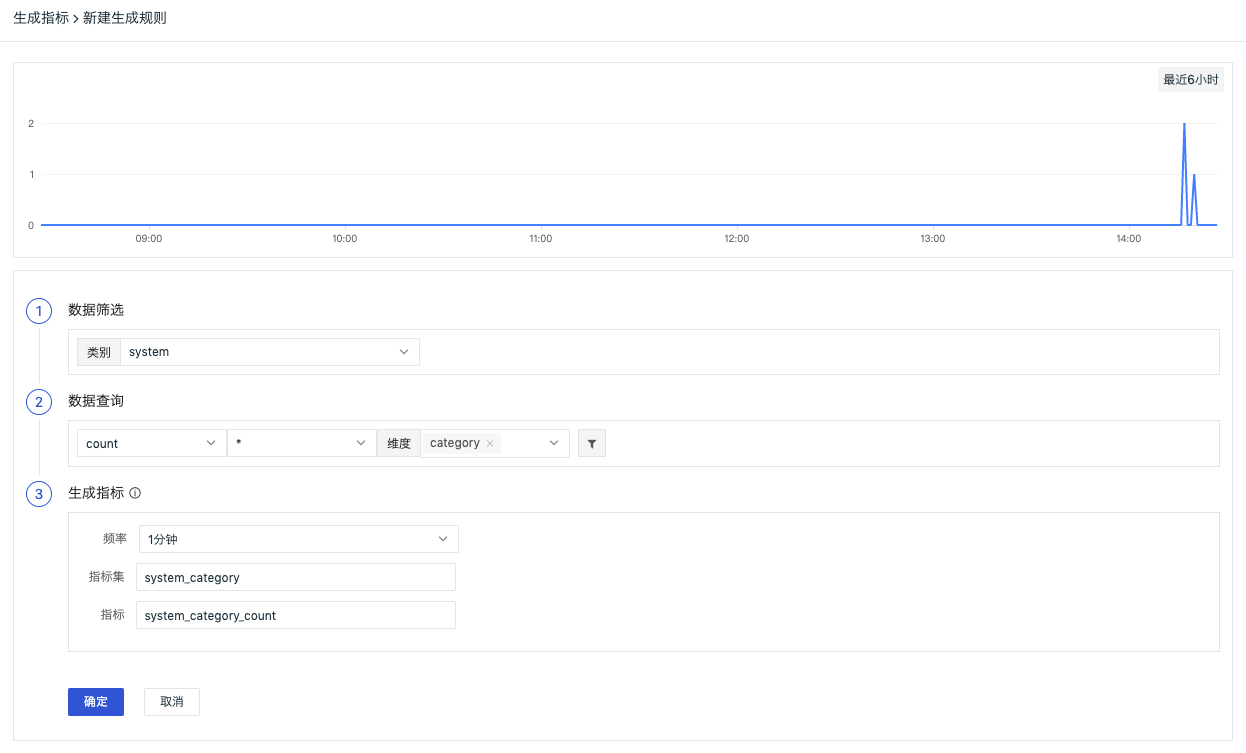 生成指标 > 新建生成规则
最近6小时
2
1
0
09:00 10:00 11:00 12:00 13:00 14:00
1 数据筛选
类别 system
2 数据查询
count * 维度 category ×
3 生成指标
频率 1分钟
指标集 system_category
指标 system_category_count
确定 取消